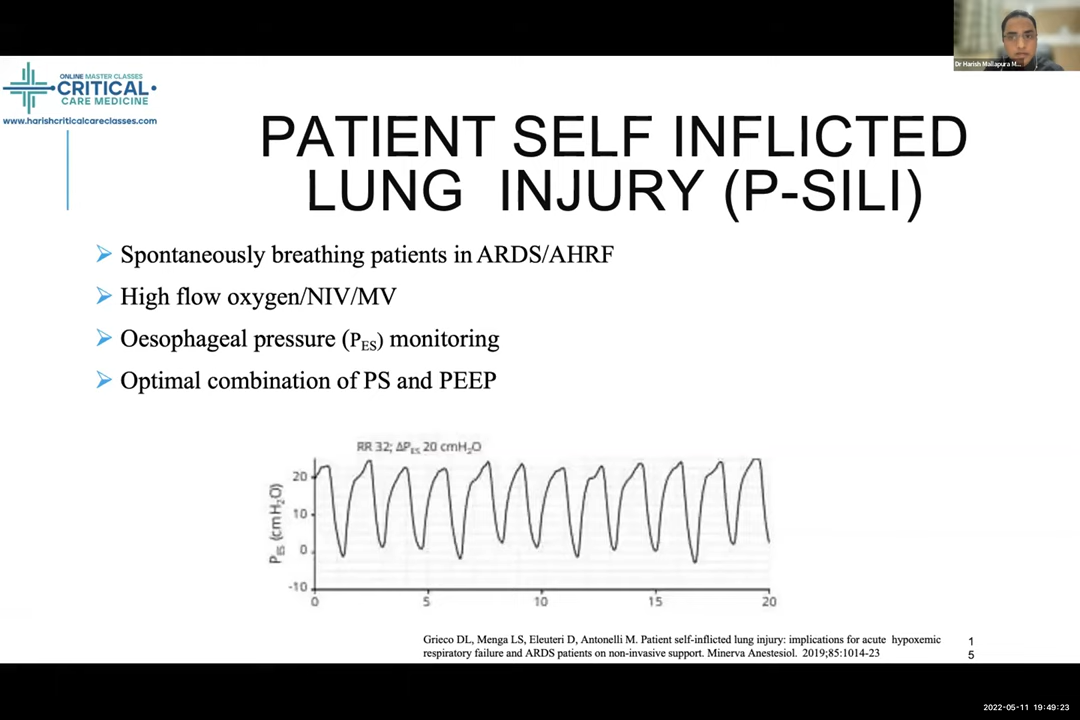 Dr Harish Mallapura M...
ONLINE MASTER CLASSES
CRITICAL
CARE MEDICINE
www.harishcriticalcareclasses.com
PATIENT SELF INFLICTED
LUNG INJURY (P-SILI)
Spontaneously breathing patients in ARDS/AHRF
High flow oxygen/NIV/MV
Oesophageal pressure (PES) monitoring
Optimal combination of PS and PEEP
RR 32; ΔPES 20 cmH2O
PES (cmH2O)
20
10
0
-10
0 5 10 15 20
Grieco DL, Menga LS, Eleuteri D, Antonelli M. Patient self-inflicted lung injury: implications for acute hypoxemic
respiratory failure and ARDS patients on non-invasive support. Minerva Anestesiol. 2019;85:1014-23
1
5
2022-05-11 19:49:23